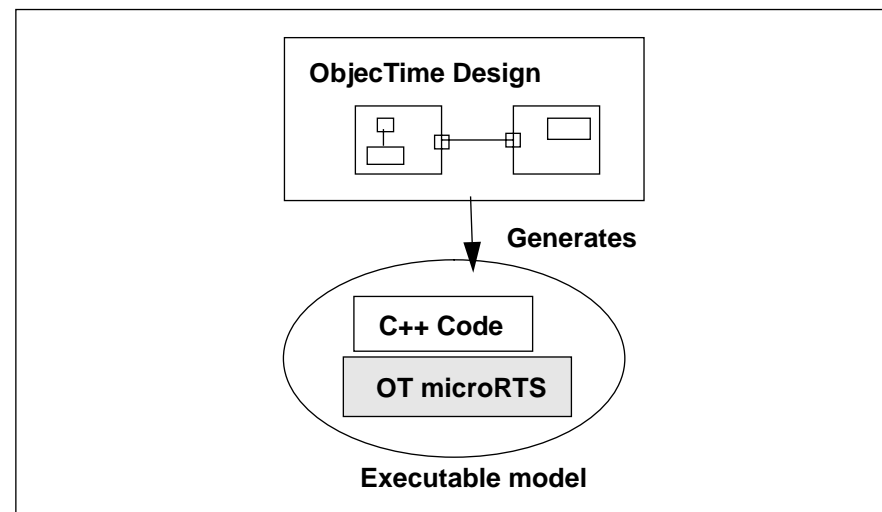 ObjecTime Design
Generates
C++ Code
OT microRTS
Executable model